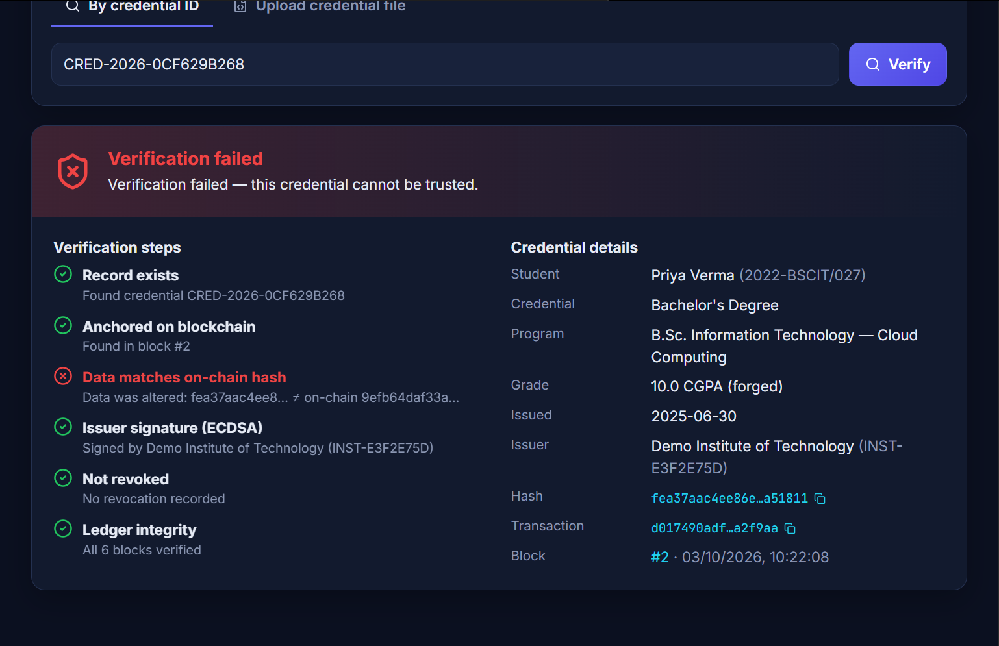 By credential ID
Upload credential file
CRED-2026-0CF629B268
Verify
Verification failed
Verification failed — this credential cannot be trusted.
Verification steps
Record exists
Found credential CRED-2026-0CF629B268
Anchored on blockchain
Found in block #2
Data matches on-chain hash
Data was altered: fea37aac4ee8... ≠ on-chain 9efb64daf33a...
Issuer signature (ECDSA)
Signed by Demo Institute of Technology (INST-E3F2E75D)
Not revoked
No revocation recorded
Ledger integrity
All 6 blocks verified
Credential details
Student
Priya Verma (2022-BSCIT/027)
Credential
Bachelor's Degree
Program
B.Sc. Information Technology — Cloud
Computing
Grade
10.0 CGPA (forged)
Issued
2025-06-30
Issuer
Demo Institute of Technology (INST-
E3F2E75D)
Hash
fea37aac4ee86e…a51811
Transaction
d017490adf…a2f9aa
Block
#2 · 03/10/2026, 10:22:08